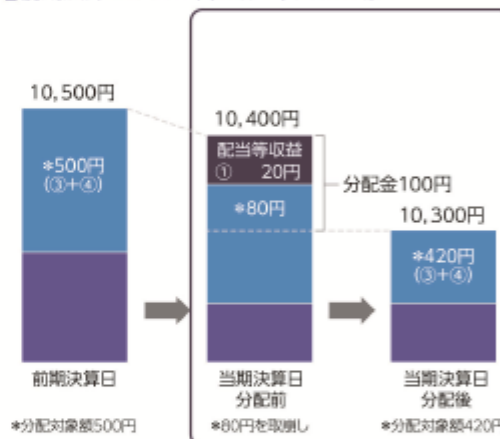 10,500円
10,400円
*500円
(③+④)
配当等収益
① 20円
*80円
分配金100円
10,300円
*420円
(③+④)
前期決算日
当期決算日
分配前
当期決算日
分配後
*分配対象額500円
*80円を取崩し
*分配対象額420円